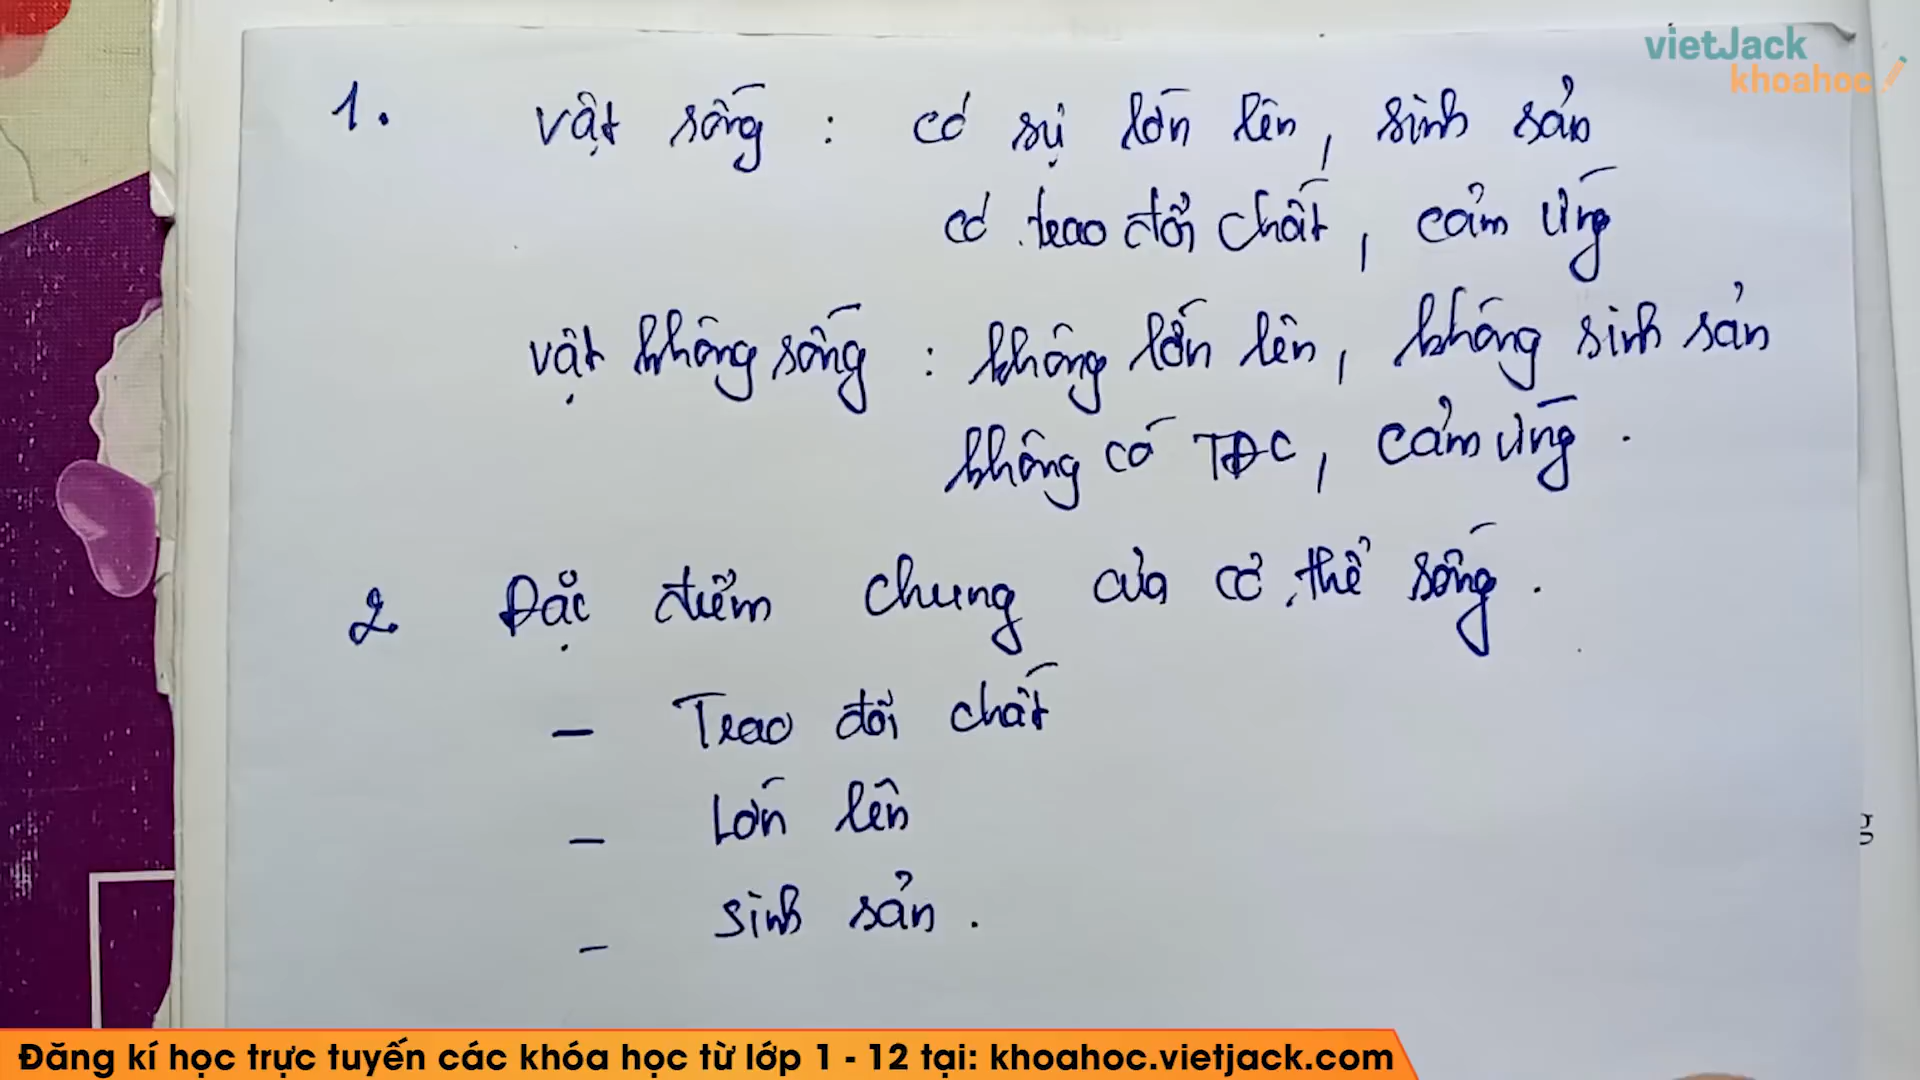 vietJack
khoahoc
1. vật sống : có sự lớn lên, sinh sản
có trao đổi chất, cảm ứng
vật không sống : không lớn lên, không sinh sản
không có TĐC, cảm ứng.
2. Đặc điểm chung của cơ thể sống.
- Trao đổi chất
- Lớn lên
- Sinh sản.
g
Đăng kí học trực tuyến các khóa học từ lớp 1 - 12 tại: khoahoc.vietjack.com